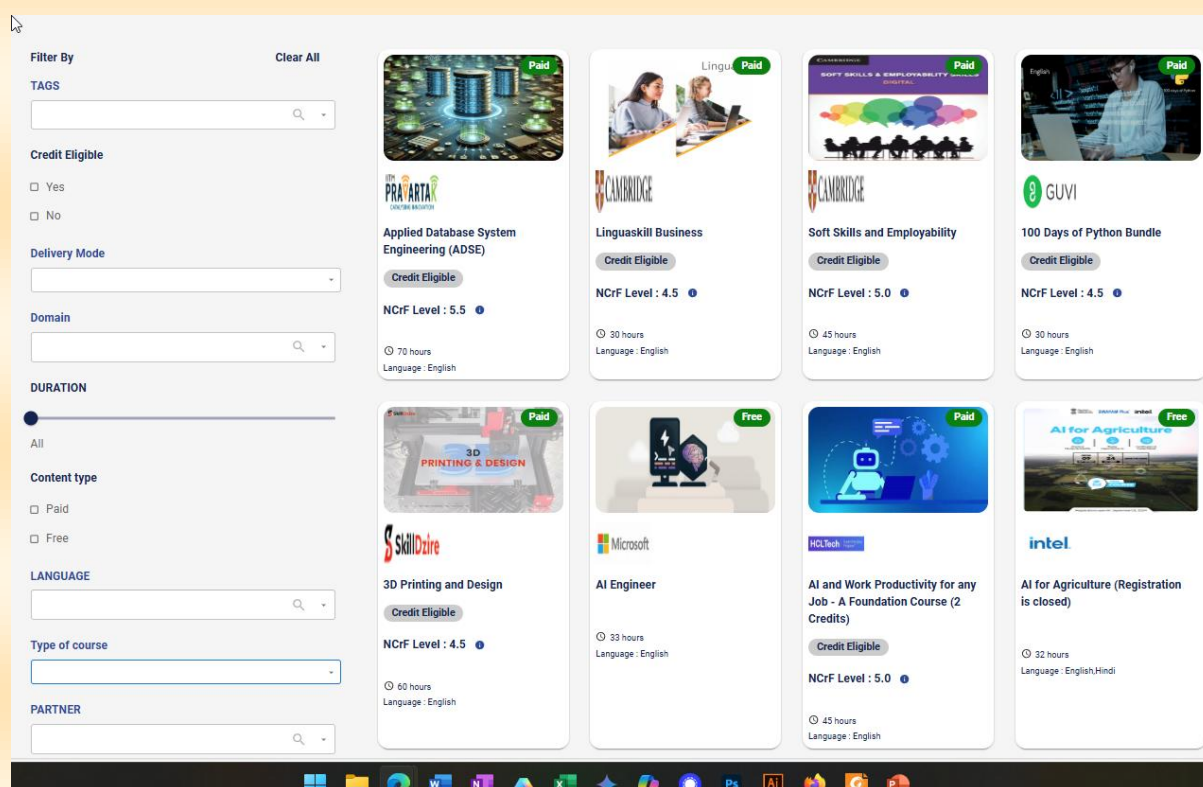 Filter By
Clear All
TAGS
Credit Eligible
Yes
No
Delivery Mode
Domain
DURATION
All
Content type
Paid
Free
LANGUAGE
Type of course
PARTNER
Paid
PRAVARTAK
Applied Database System
Engineering (ADSE)
Credit Eligible
NCrF Level : 5.5
70 hours
Language : English
Paid
CAMBRIDGE
Linguaskill Business
Credit Eligible
NCrF Level : 4.5
30 hours
Language : English
CAMBRIDGE
Paid
SOFT SKILLS & EMPLOYABILITY SKILLS
DIGITAL
CAMBRIDGE
Soft Skills and Employability
Credit Eligible
NCrF Level : 5.0
45 hours
Language : English
English
Paid
GUVI
100 Days of Python Bundle
Credit Eligible
NCrF Level : 4.5
30 hours
Language : English
Paid
3D
PRINTING & DESIGN
SkillDzire
3D Printing and Design
Credit Eligible
NCrF Level : 4.5
60 hours
Language : English
Free
Microsoft
AI Engineer
33 hours
Language : English
Paid
HCLTech
AI and Work Productivity for any
Job - A Foundation Course (2
Credits)
Credit Eligible
NCrF Level : 5.0
45 hours
Language : English
intel
Free
AI for Agriculture
intel
AI for Agriculture (Registration
is closed)
32 hours
Language : English,Hindi